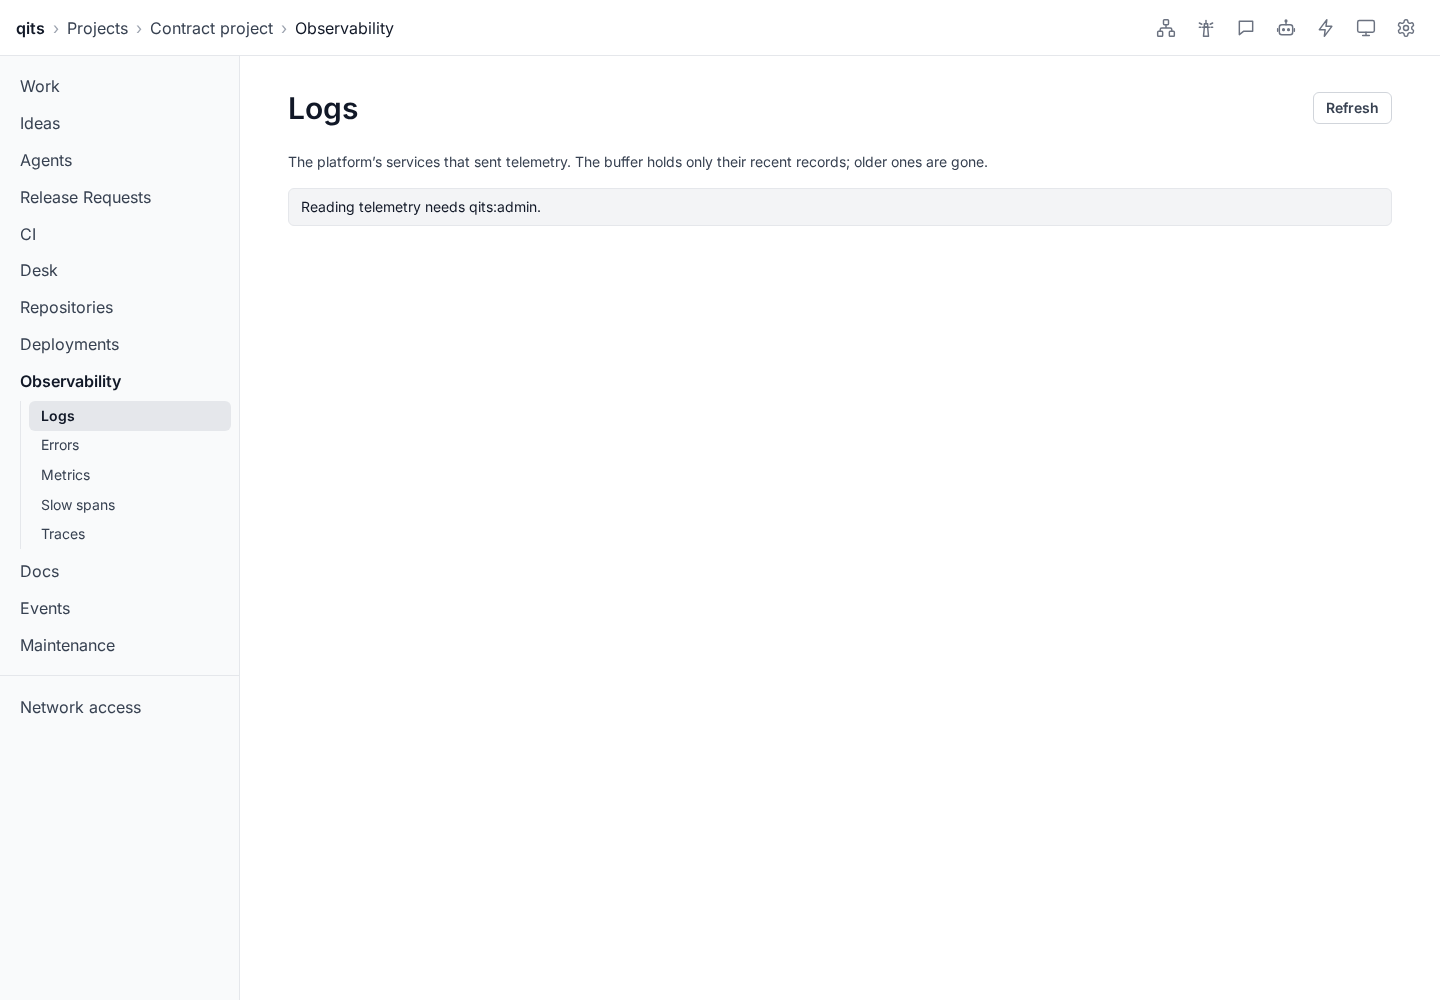 qits › Projects › Contract project › Observability
Work
Ideas
Agents
Release Requests
CI
Desk
Repositories
Deployments
Observability
Logs
Errors
Metrics
Slow spans
Traces
Docs
Events
Maintenance
Network access
Logs
Refresh
The platform’s services that sent telemetry. The buffer holds only their recent records; older ones are gone.
Reading telemetry needs qits:admin.